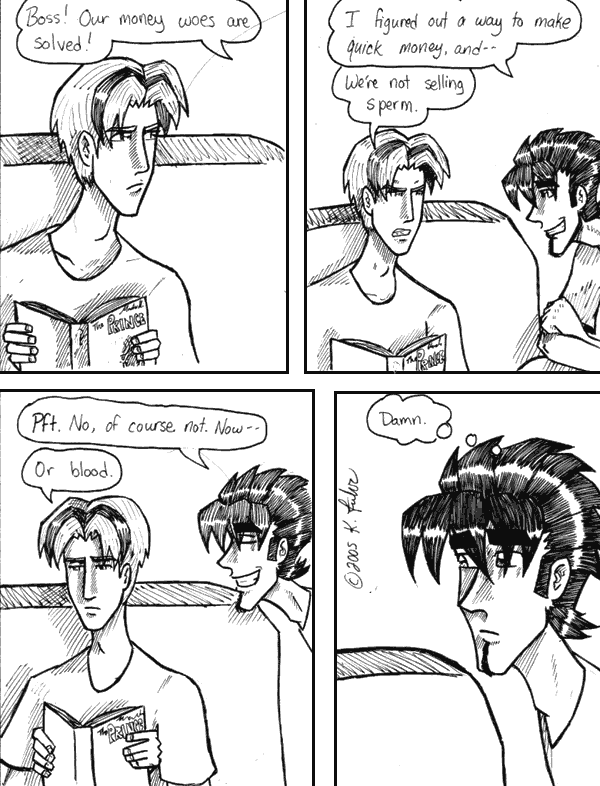 Boss! Our money woes are
solved!
The
PRINCE
I figured out a way to make
quick money, and--
We're not selling
sperm.
The
PRINCE
Pft. No, of course not. Now--
Or blood.
The
PRINCE
Damn.
©2005 K.